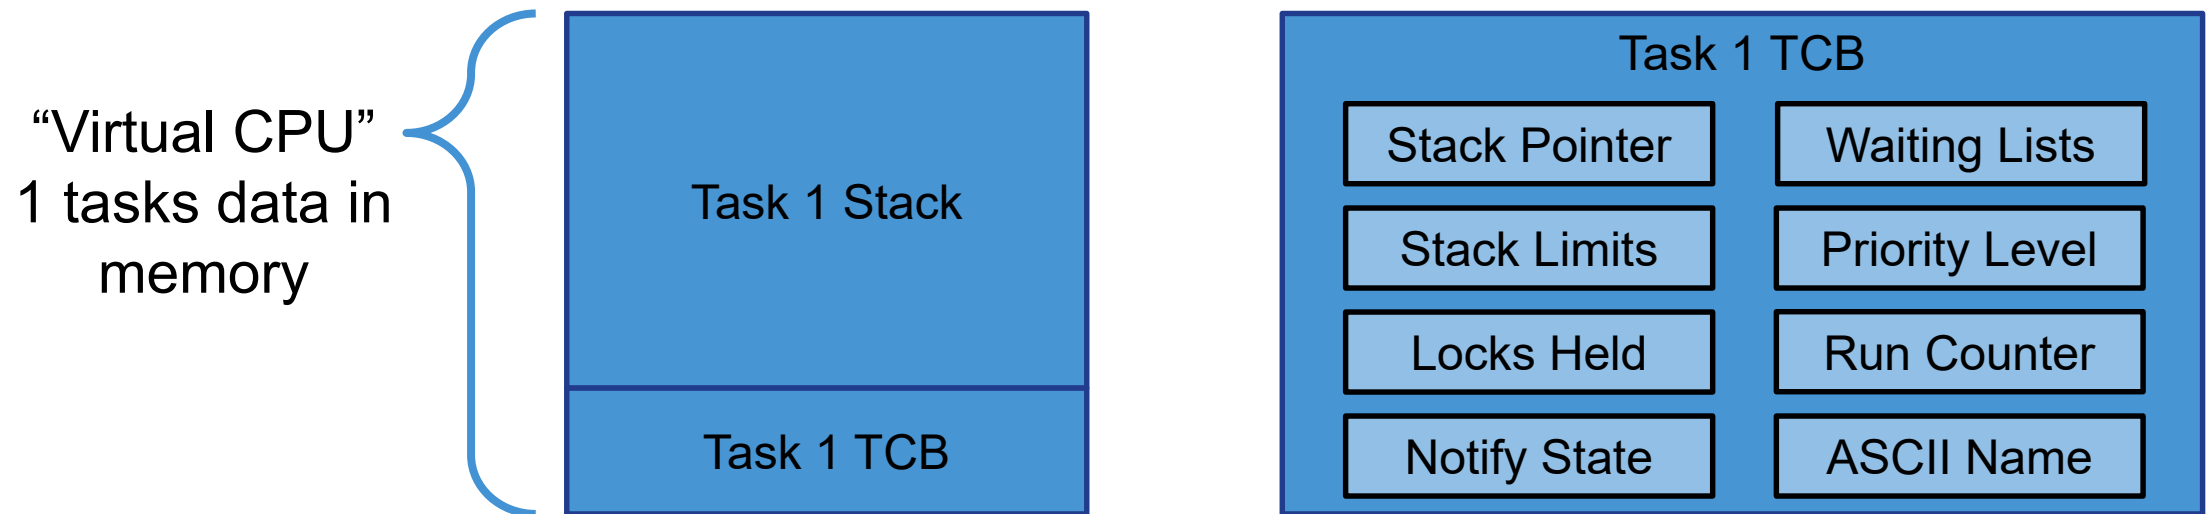 “Virtual CPU”
1 tasks data in
memory
Task 1 Stack
Task 1 TCB
Task 1 TCB
Stack Pointer
Waiting Lists
Stack Limits
Priority Level
Locks Held
Run Counter
Notify State
ASCII Name